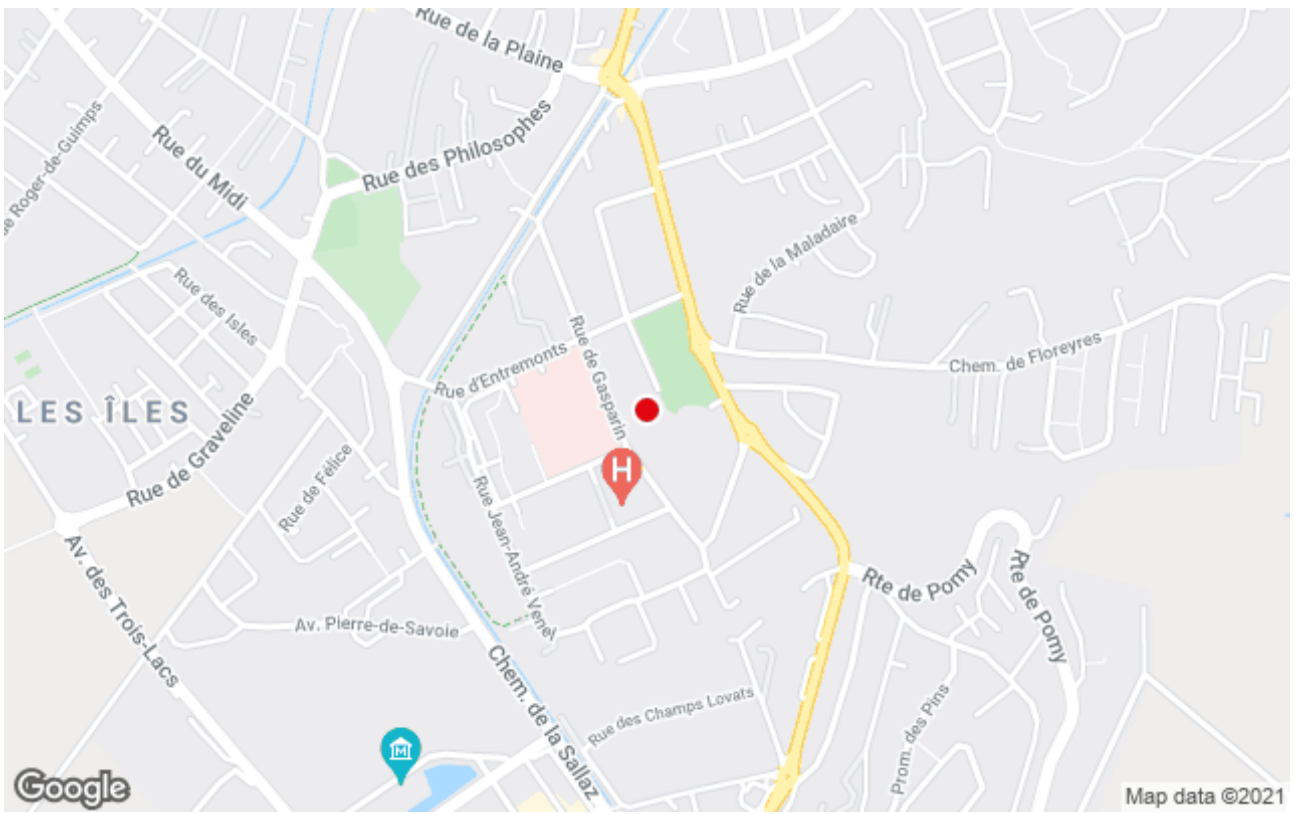 Rue de la Plaine
e Roger-de-Guimps
Rue du Midi
Rue des Philosophes
Rue de la Maladaire
Rue des Isles
Rue de Gasparin
Rue d'Entremonts
Chem. de Floreyres
LES ÎLES
Rue de Graveline
Rue de Félice
H
Rue Jean-André Venel
Av. des Trois-Lacs
Rte de Pomy
Rte de Pomy
Av. Pierre-de-Savoie
Chem. de la Sallaz
Rue des Champs Lovats
Prom. des Pins
M
Google
Map data ©2021